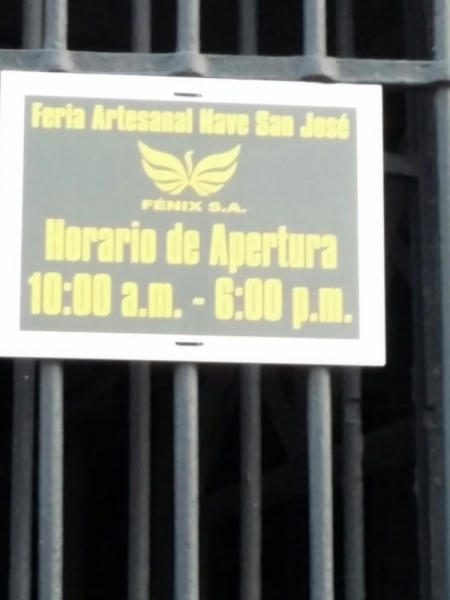 Feria Artesanal Nave San José
FÉNIX S.A.
Horario de Apertura
10:00 a.m. - 6:00 p.m.